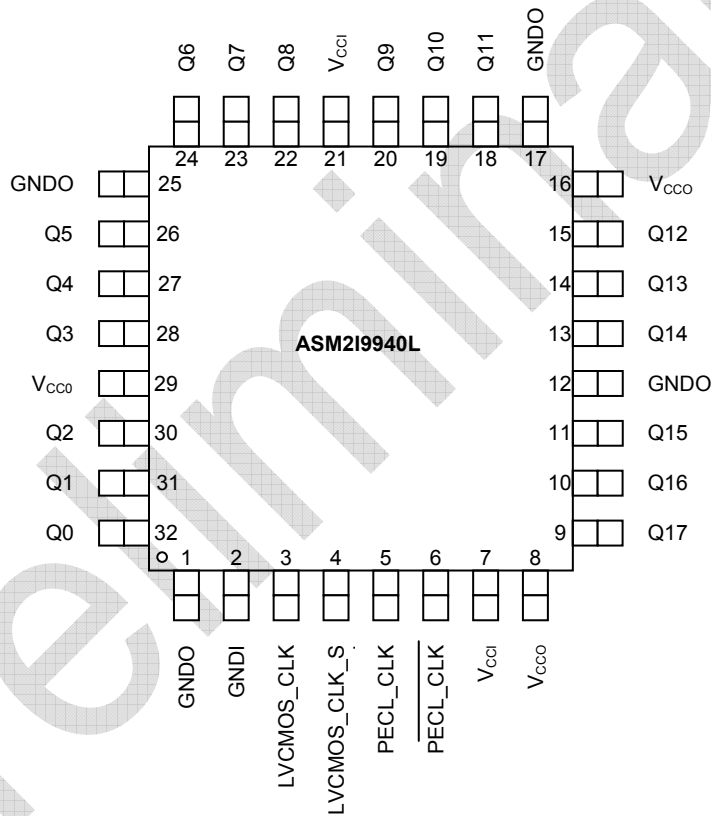 Q6 Q7 Q8 VCCI Q9 Q10 Q11 GNDO
24 23 22 21 20 19 18 17
GNDO 25 16 VCCO
Q5 26 15 Q12
Q4 27 14 Q13
Q3 28 13 Q14
ASM2I9940L
VCC0 29 12 GNDO
Q2 30 11 Q15
Q1 31 10 Q16
Q0 32 9 Q17
1 2 3 4 5 6 7 8
GNDO GNDI LVCMOS_CLK LVCMOS_CLK_S PECL_CLK PECL_CLK VCCI VCCO
elimina